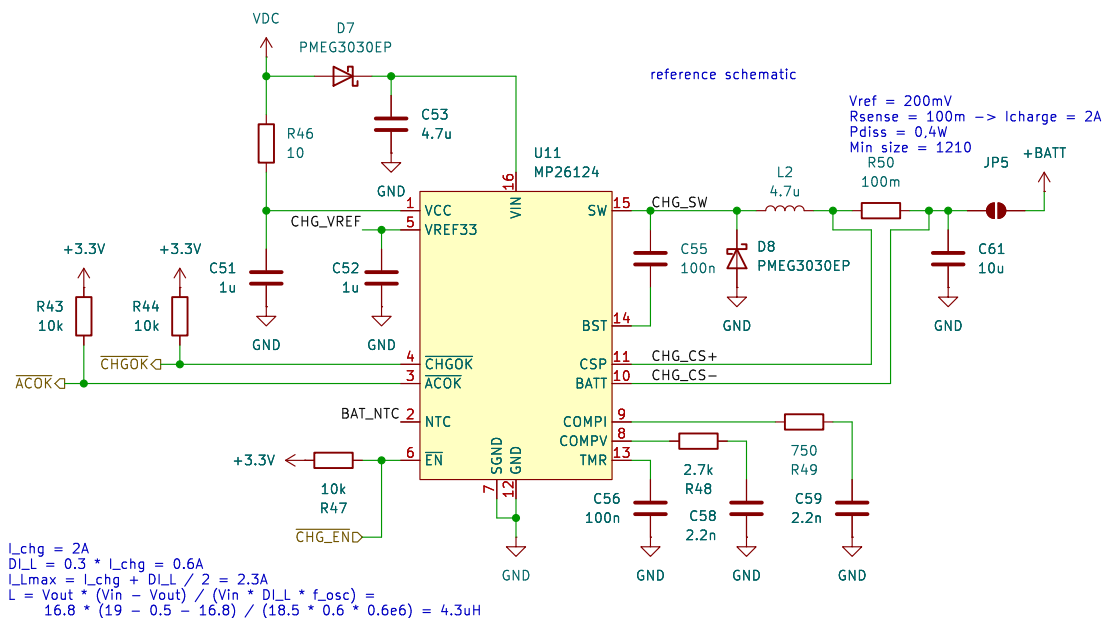 VDC
D7
PMEG3030EP
reference schematic
Vref = 200mV
Rsense = 100m -> Icharge = 2A
Pdiss = 0,4W
Min size = 1210
R50
100m
JP5
+BATT
C53
4.7u
GND
R46
10
U11
MP26124
L2
4.7u
16
VIN
1
VCC
SW
15
CHG_SW
CHG_VREF
5
VREF33
+3.3V
+3.3V
C51
1u
GND
C52
1u
GND
C55
100n
D8
PMEG3030EP
GND
C61
10u
GND
R43
10k
R44
10k
BST
14
CHGOK
4
CHGOK
CSP
11
CHG_CS+
ACOK
3
ACOK
BATT
10
CHG_CS-
BAT_NTC
2
NTC
COMPI
9
COMPV
8
TMR
13
750
R49
2.7k
R48
+3.3V
6
EN
10k
R47
SGND
GND
7
12
CHG_EN
GND
C56
100n
GND
C58
2.2n
GND
C59
2.2n
GND
I_chg = 2A
DI_L = 0.3 * I_chg = 0.6A
I_Lmax = I_chg + DI_L / 2 = 2.3A
L = Vout * (Vin - Vout) / (Vin * DI_L * f_osc) =
16.8 * (19 - 0.5 - 16.8) / (18.5 * 0.6 * 0.6e6) = 4.3uH